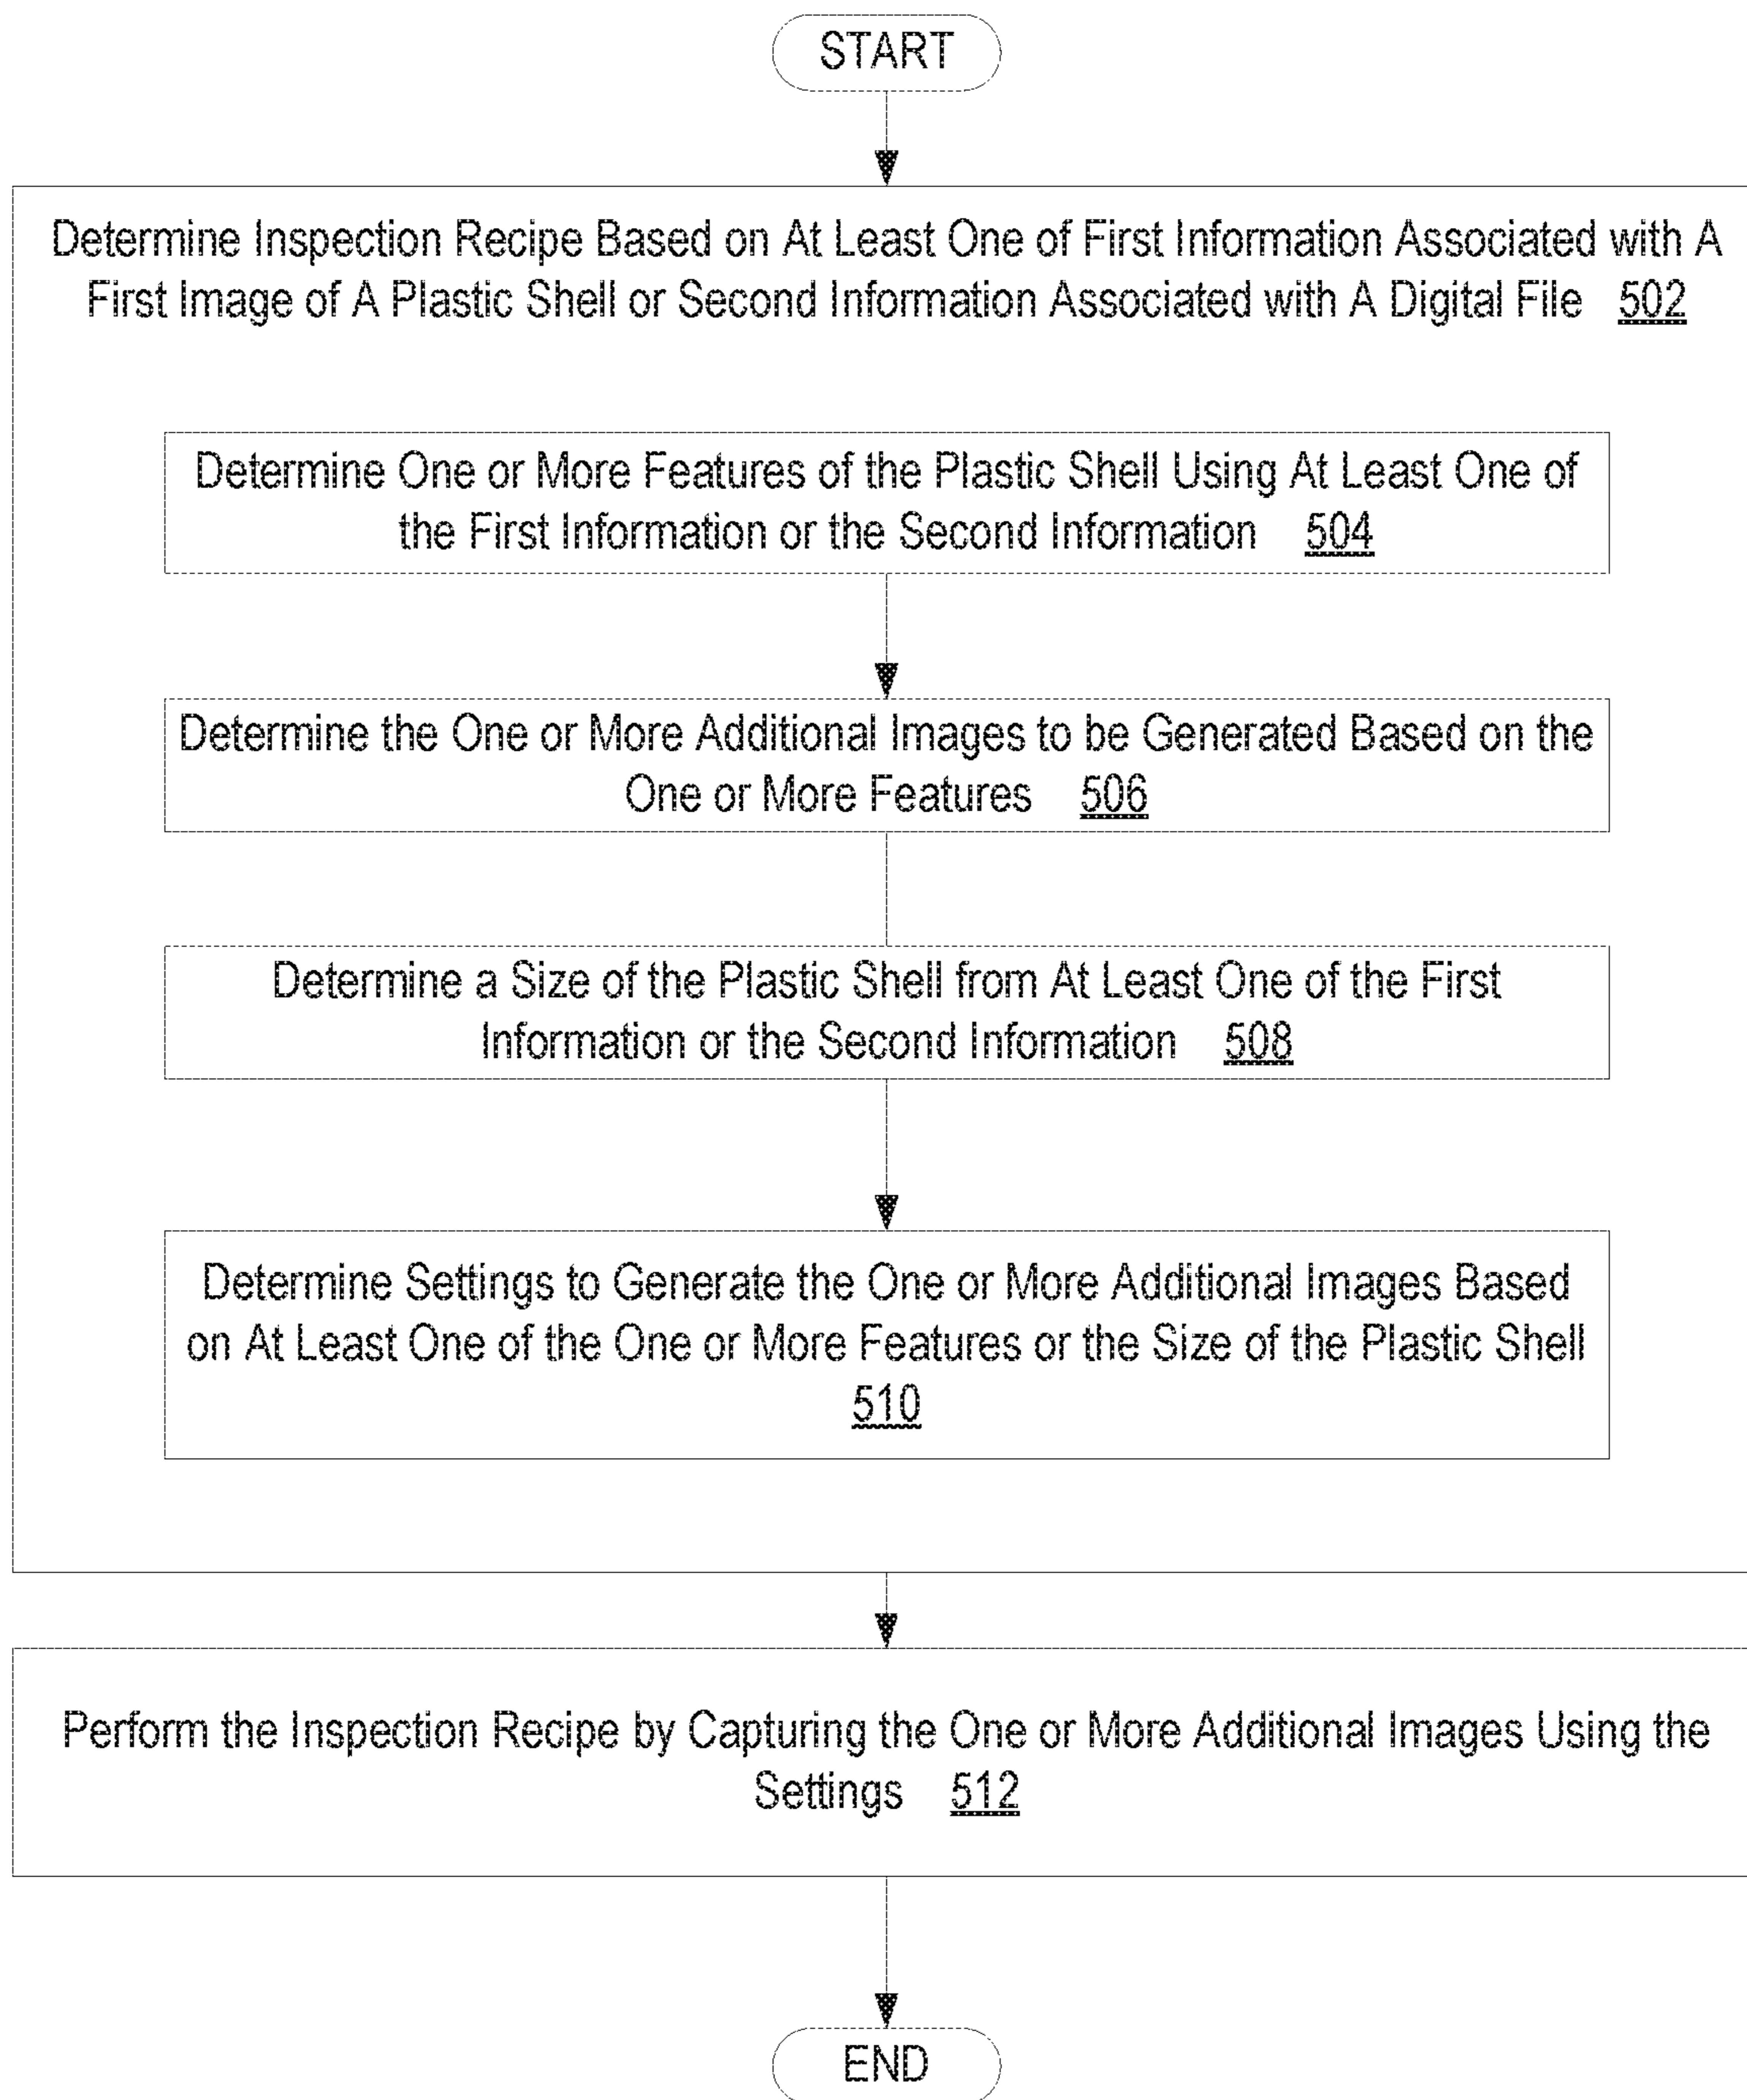 START
Determine Inspection Recipe Based on At Least One of First Information Associated with A
First Image of A Plastic Shell or Second Information Associated with A Digital File 502
Determine One or More Features of the Plastic Shell Using At Least One of
the First Information or the Second Information 504
Determine the One or More Additional Images to be Generated Based on the
One or More Features 506
Determine a Size of the Plastic Shell from At Least One of the First
Information or the Second Information 508
Determine Settings to Generate the One or More Additional Images Based
on At Least One of the One or More Features or the Size of the Plastic Shell
510
Perform the Inspection Recipe by Capturing the One or More Additional Images Using the
Settings 512
END